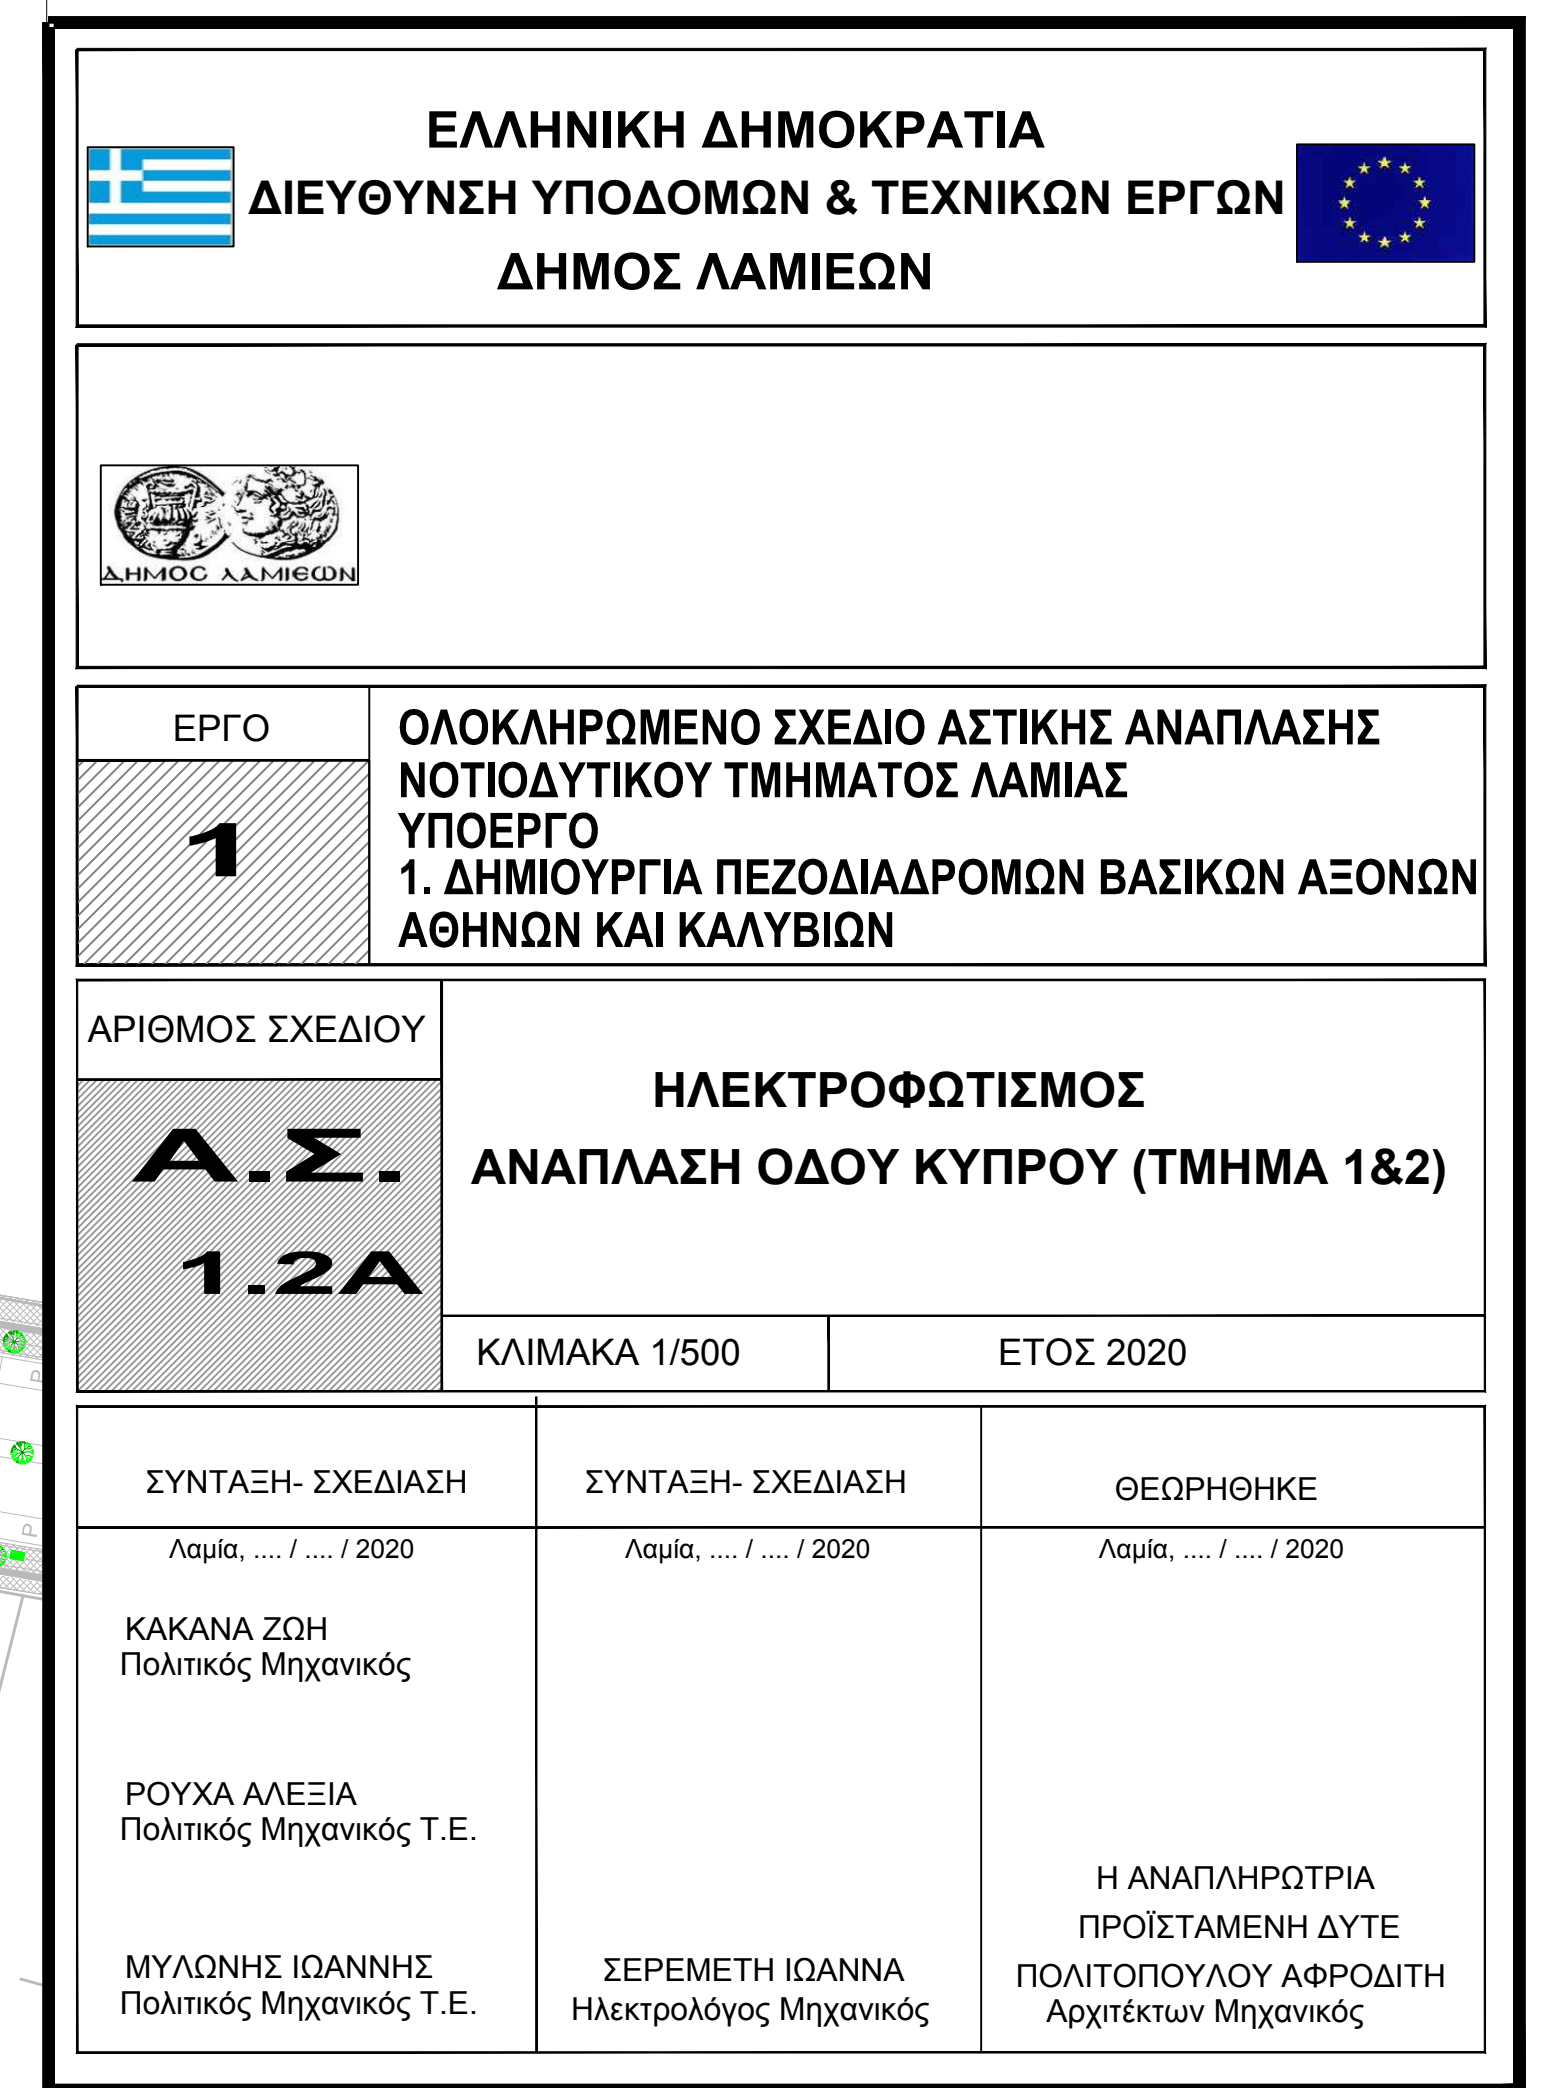 ΕΛΛΗΝΙΚΗ ΔΗΜΟΚΡΑΤΙΑ
ΔΙΕΥΘΥΝΣΗ ΥΠΟΔΟΜΩΝ & ΤΕΧΝΙΚΩΝ ΕΡΓΩΝ
ΔΗΜΟΣ ΛΑΜΙΕΩΝ
ΔΗΜΟC ΛΑΜΙΕΩΝ
ΕΡΓΟ
1
ΟΛΟΚΛΗΡΩΜΕΝΟ ΣΧΕΔΙΟ ΑΣΤΙΚΗΣ ΑΝΑΠΛΑΣΗΣ
ΝΟΤΙΟΔΥΤΙΚΟΥ ΤΜΗΜΑΤΟΣ ΛΑΜΙΑΣ
ΥΠΟΕΡΓΟ
1. ΔΗΜΙΟΥΡΓΙΑ ΠΕΖΟΔΙΑΔΡΟΜΩΝ ΒΑΣΙΚΩΝ ΑΞΟΝΩΝ
ΑΘΗΝΩΝ ΚΑΙ ΚΑΛΥΒΙΩΝ
ΑΡΙΘΜΟΣ ΣΧΕΔΙΟΥ
Α.Σ.
1.2Α
ΗΛΕΚΤΡΟΦΩΤΙΣΜΟΣ
ΑΝΑΠΛΑΣΗ ΟΔΟΥ ΚΥΠΡΟΥ (ΤΜΗΜΑ 1&2)
ΚΛΙΜΑΚΑ 1/500
ΕΤΟΣ 2020
P
P
ΣΥΝΤΑΞΗ- ΣΧΕΔΙΑΣΗ
Λαμία, .... / .... / 2020
ΚΑΚΑΝΑ ΖΩΗ
Πολιτικός Μηχανικός
ΡΟΥΧΑ ΑΛΕΞΙΑ
Πολιτικός Μηχανικός Τ.Ε.
ΜΥΛΩΝΗΣ ΙΩΑΝΝΗΣ
Πολιτικός Μηχανικός Τ.Ε.
ΣΥΝΤΑΞΗ- ΣΧΕΔΙΑΣΗ
Λαμία, .... / .... / 2020
ΣΕΡΕΜΕΤΗ ΙΩΑΝΝΑ
Ηλεκτρολόγος Μηχανικός
ΘΕΩΡΗΘΗΚΕ
Λαμία, .... / .... / 2020
Η ΑΝΑΠΛΗΡΩΤΡΙΑ
ΠΡΟΪΣΤΑΜΕΝΗ ΔΥΤΕ
ΠΟΛΙΤΟΠΟΥΛΟΥ ΑΦΡΟΔΙΤΗ
Αρχιτέκτων Μηχανικός